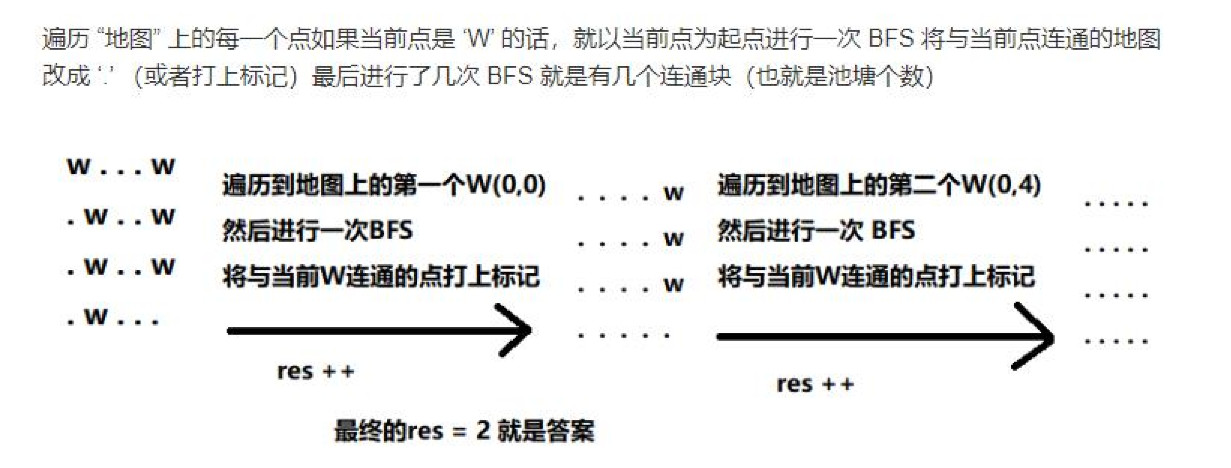 遍历 “地图” 上的每一个点如果当前点是 ‘W’ 的话，就以当前点为起点进行一次 BFS 将与当前点连通的地图
改成 ‘.’ （或者打上标记）最后进行了几次 BFS 就是有几个连通块（也就是池塘个数）
W . . . W
. W . . W
. W . . W
. W . . .
遍历到地图上的第一个W(0,0)
然后进行一次BFS
将与当前W连通的点打上标记
res ++
. . . . W
. . . . W
. . . . W
. . . . .
遍历到地图上的第二个W(0,4)
然后进行一次 BFS
将与当前W连通的点打上标记
res ++
. . . . .
. . . . .
. . . . .
. . . . .
最终的res = 2 就是答案